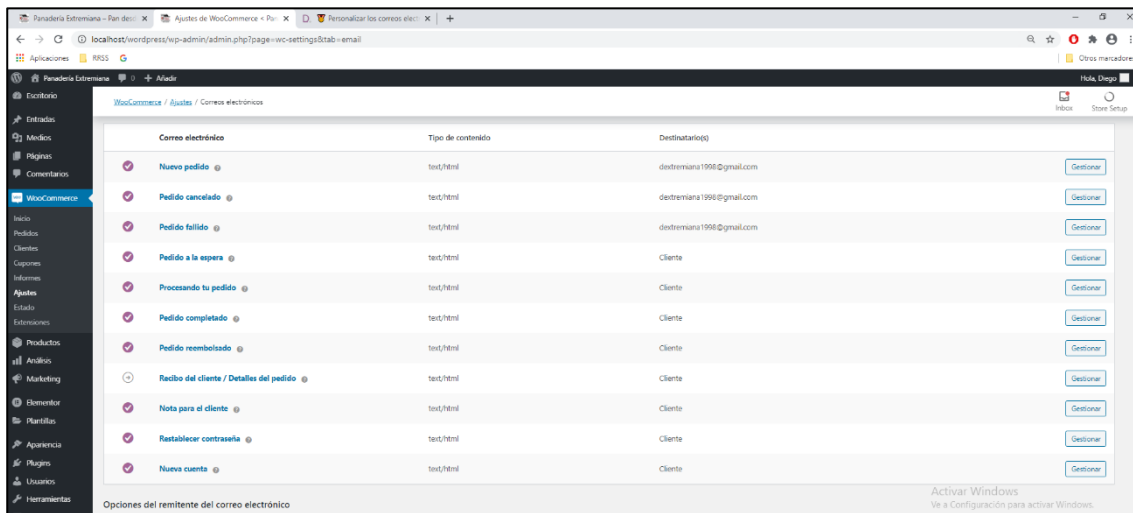 Panadería Extremiana – Pan desd
Ajustes de WooCommerce < Pan
Personalizar los correos elect
localhost/wordpress/wp-admin/admin.php?page=wc-settings&tab=email
Aplicaciones RRSS Otros marcadores
Panadería Extremiana 0 Añadir Hola, Diego
WooCommerce / Ajustes / Correos electrónicos Inbox Store Setup
Escritorio
Entradas
Medios
Páginas
Comentarios
WooCommerce
Inicio
Pedidos
Clientes
Cupones
Informes
Ajustes
Estado
Extensiones
Productos
Análisis
Marketing
Elementor
Plantillas
Apariencia
Plugins
Usuarios
Herramientas
Correo electrónico Tipo de contenido Destinatario(s)
Nuevo pedido text/html dextremiana1998@gmail.com Gestionar
Pedido cancelado text/html dextremiana1998@gmail.com Gestionar
Pedido fallido text/html dextremiana1998@gmail.com Gestionar
Pedido a la espera text/html Cliente Gestionar
Procesando tu pedido text/html Cliente Gestionar
Pedido completado text/html Cliente Gestionar
Pedido reembolsado text/html Cliente Gestionar
Recibo del cliente / Detalles del pedido text/html Cliente Gestionar
Nota para el cliente text/html Cliente Gestionar
Restablecer contraseña text/html Cliente Gestionar
Nueva cuenta text/html Cliente Gestionar
Opciones del remitente del correo electrónico
Activar Windows
Ve a Configuración para activar Windows.